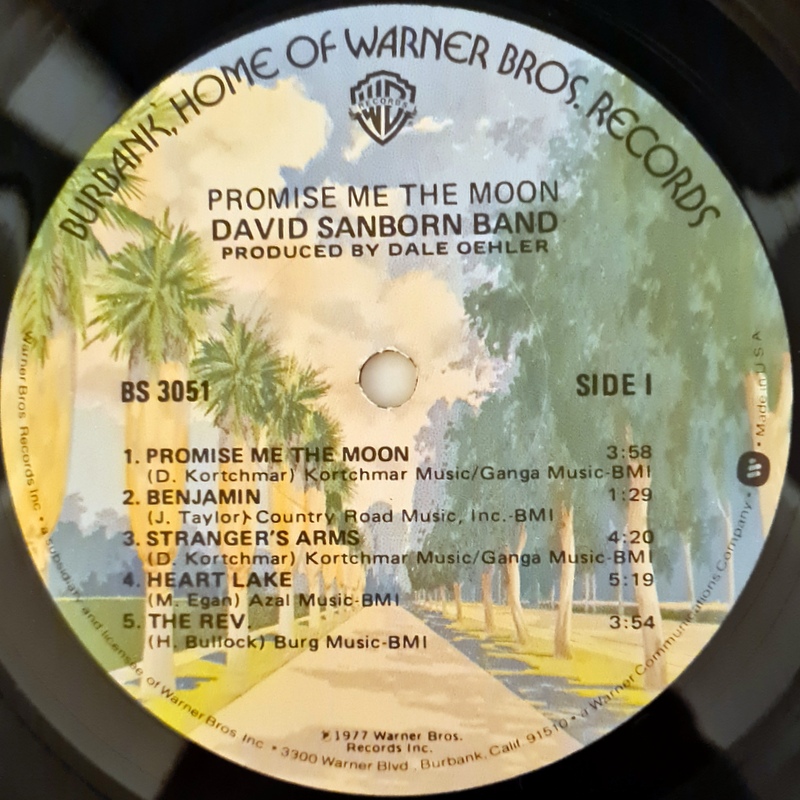 BURBANK, HOME OF WARNER BROS. RECORDS
WB
RECORDS
PROMISE ME THE MOON
DAVID SANBORN BAND
PRODUCED BY DALE OEHLER
BS 3051
SIDE I
1. PROMISE ME THE MOON 3:58
(D. Kortchmar) Kortchmar Music/Ganga Music-BMI
2. BENJAMIN 1:29
(J. Taylor) Country Road Music, Inc.-BMI
3. STRANGER'S ARMS 4:20
(D. Kortchmar) Kortchmar Music/Ganga Music-BMI
4. HEART LAKE 5:19
(M. Egan) Azal Music-BMI
5. THE REV. 3:54
(H. Bullock) Burg Music-BMI
℗1977 Warner Bros.
Records Inc.
Warner Bros Records Inc • a subsidiary and licensee of Warner Bros Inc • 3300 Warner Blvd., Burbank, Calif. 91510 • a Warner Communications Company • Made in U S A